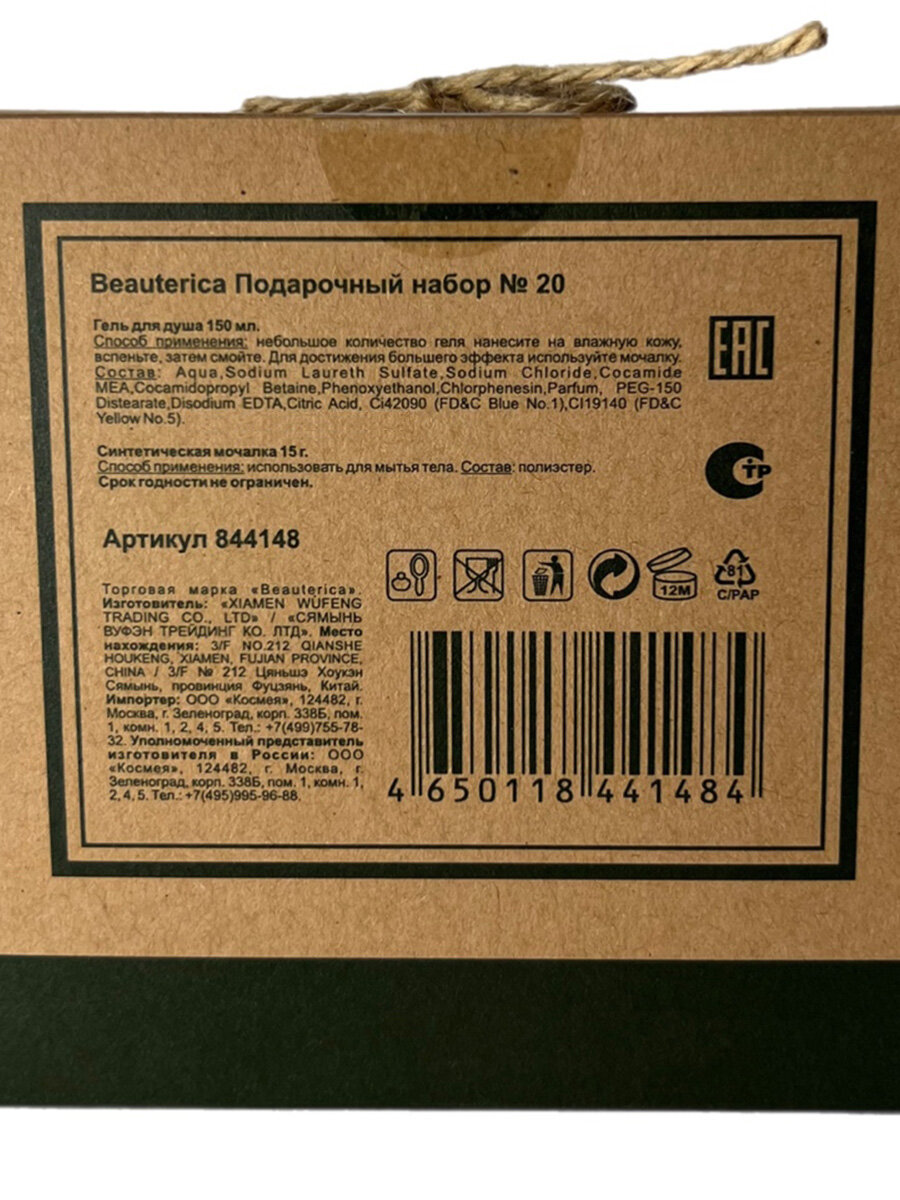 Beauterica Подарочный набор № 20
Гель для душа 150 мл.
Способ применения: небольшое количество геля нанесите на влажную кожу,
вспеньте, затем смойте. Для достижения большего эффекта используйте мочалку.
Состав: Aqua,Sodium Laureth Sulfate,Sodium Chloride,Cocamide
MEA,Cocamidopropyl Betaine,Phenoxyethanol,Chlorphenesin,Parfum, PEG-150
Distearate,Disodium EDTA,Citric Acid, Ci42090 (FD&C Blue No.1),CI19140 (FD&C
Yellow No.5).
EAC
Синтетическая мочалка 15 г.
Способ применения: использовать для мытья тела. Состав: полиэстер.
Срок годности не ограничен.
СТР
Артикул 844148
12M
81
C/PAP
Торговая марка «Beauterica».
Изготовитель: «XIAMEN WUFENG
TRADING CO., LTD» / «СЯМЫНЬ
ВУФЭН ТРЕЙДИНГ КО. ЛТД». Место
нахождения: 3/F NO.212 QIANSHE
HOUKENG, XIAMEN, FUJIAN PROVINCE,
CHINA / 3/F № 212 Цяньшэ Хоукэн
Сямынь, провинция Фуцзянь, Китай.
Импортер: ООО «Космея», 124482, г.
Москва, г. Зеленоград, корп. 338Б, пом.
1, комн. 1, 2, 4, 5. Тел.: +7(499)755-78-
32. Уполномоченный представитель
изготовителя в России: ООО
«Космея», 124482, г. Москва, г.
Зеленоград, корп. 338Б, пом. 1, комн. 1,
2, 4, 5. Тел.: +7(495)995-96-88.
4 650118 441484